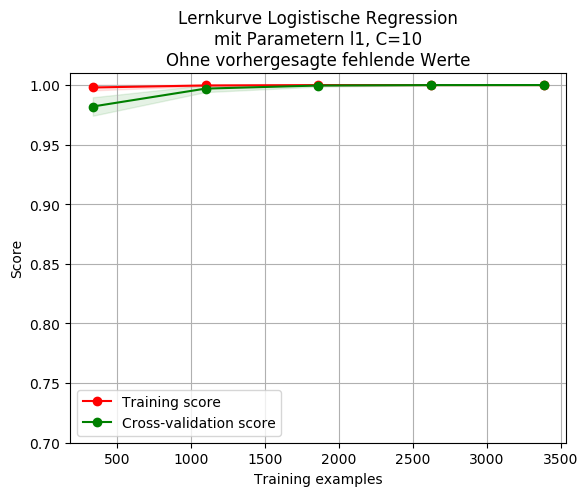 Lernkurve Logistische Regression
mit Parametern l1, C=10
Ohne vorhergesagte fehlende Werte
1.00
0.95
0.90
0.85
0.80
0.75
0.70
Score
Training score
Cross-validation score
500
1000
1500
2000
2500
3000
3500
Training examples